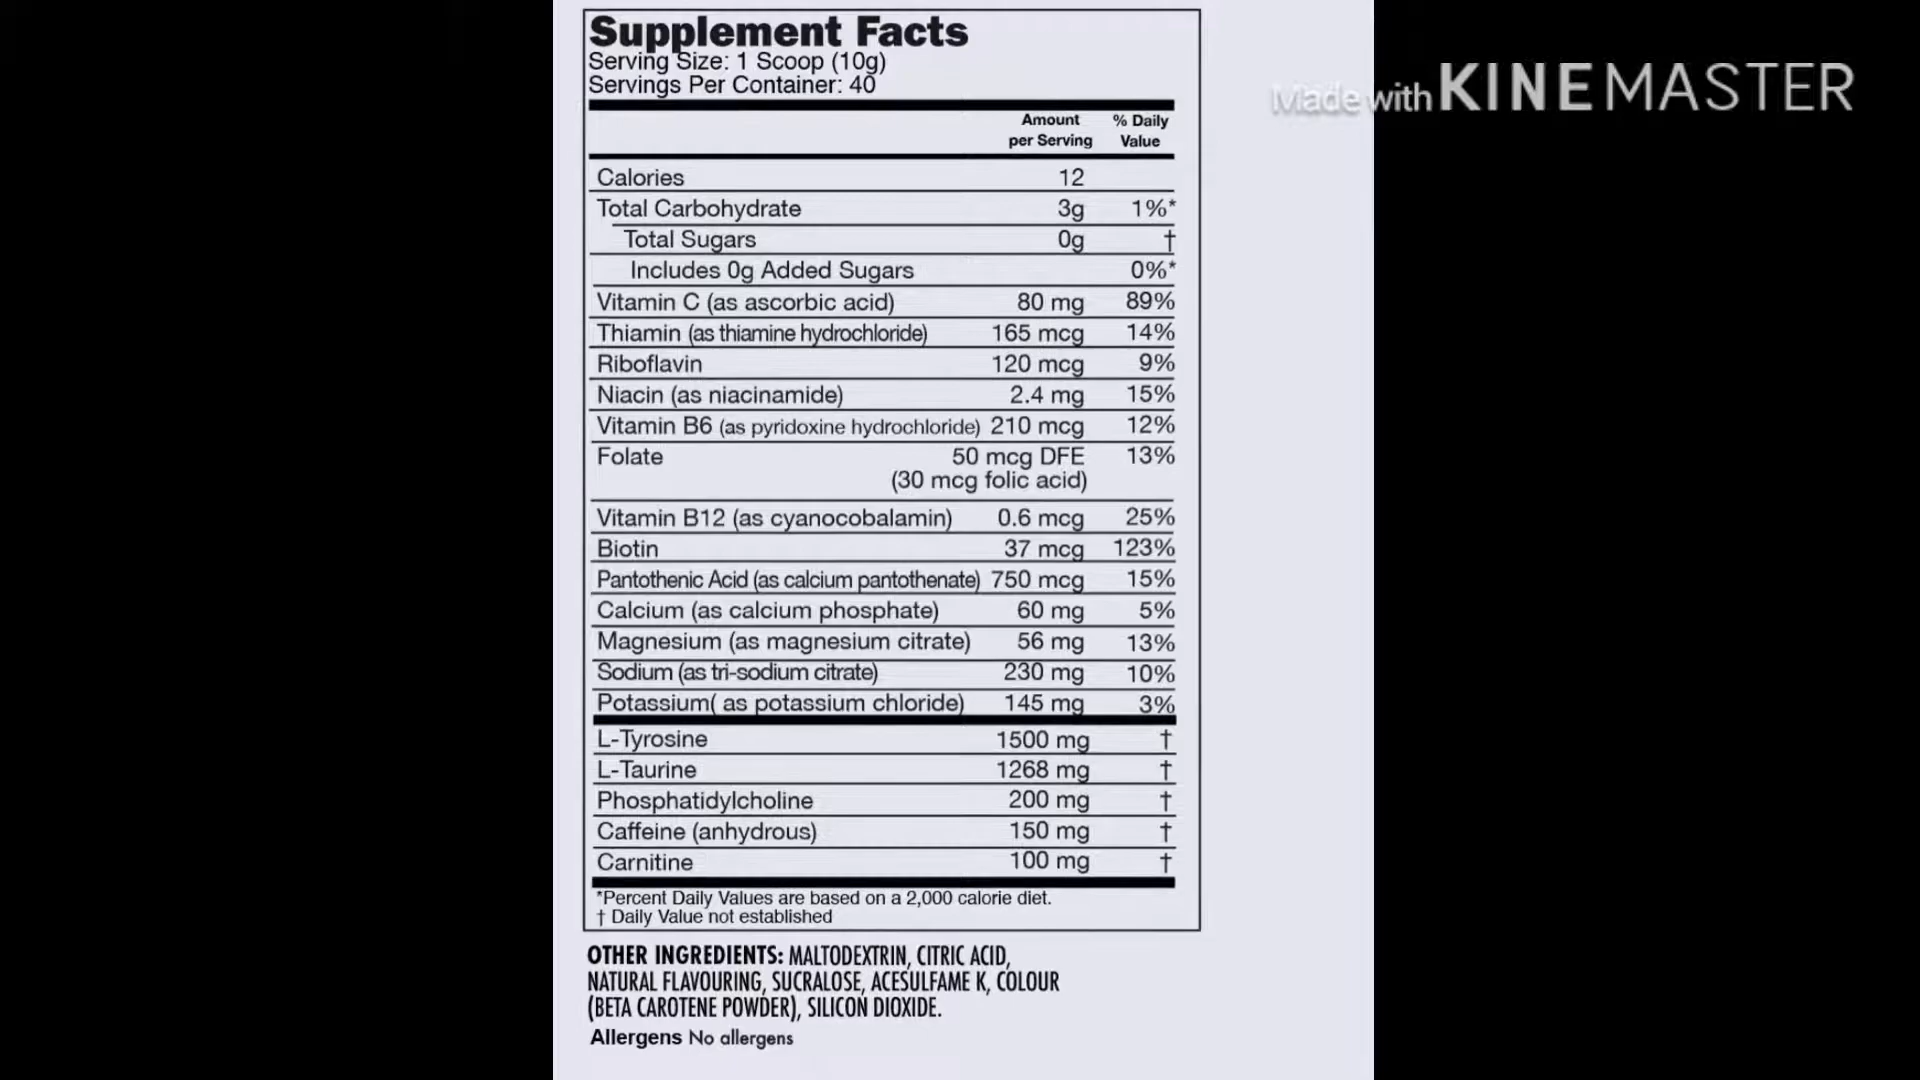 Supplement Facts
Serving Size: 1 Scoop (10g)
Servings Per Container: 40
Made with KINEMASTER
Amount per Serving % Daily Value
Calories 12
Total Carbohydrate 3g 1%*
Total Sugars 0g †
Includes 0g Added Sugars 0%*
Vitamin C (as ascorbic acid) 80 mg 89%
Thiamin (as thiamine hydrochloride) 165 mcg 14%
Riboflavin 120 mcg 9%
Niacin (as niacinamide) 2.4 mg 15%
Vitamin B6 (as pyridoxine hydrochloride) 210 mcg 12%
Folate 50 mcg DFE 13%
(30 mcg folic acid)
Vitamin B12 (as cyanocobalamin) 0.6 mcg 25%
Biotin 37 mcg 123%
Pantothenic Acid (as calcium pantothenate) 750 mcg 15%
Calcium (as calcium phosphate) 60 mg 5%
Magnesium (as magnesium citrate) 56 mg 13%
Sodium (as tri-sodium citrate) 230 mg 10%
Potassium( as potassium chloride) 145 mg 3%
L-Tyrosine 1500 mg †
L-Taurine 1268 mg †
Phosphatidylcholine 200 mg †
Caffeine (anhydrous) 150 mg †
Carnitine 100 mg †
*Percent Daily Values are based on a 2,000 calorie diet.
† Daily Value not established
OTHER INGREDIENTS: MALTODEXTRIN, CITRIC ACID,
NATURAL FLAVOURING, SUCRALOSE, ACESULFAME K, COLOUR
(BETA CAROTENE POWDER), SILICON DIOXIDE.
Allergens No allergens